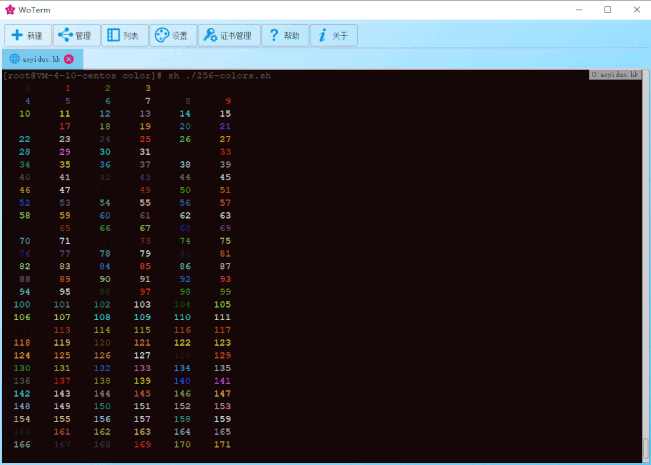 WoTerm
新建 管理 列表 设置 证书管理 帮助 关于
aoyiduo.hk
[root@VM-4-10-centos color]# sh ./256-colors.sh
0:aoyiduo.hk
0 1 2 3
4 5 6 7 8 9
10 11 12 13 14 15
17 18 19 20 21
22 23 24 25 26 27
28 29 30 31 33
34 35 36 37 38 39
40 41 42 43 44 45
46 47 49 50 51
52 53 54 55 56 57
58 59 60 61 62 63
65 66 67 68 69
70 71 73 74 75
76 77 78 79 80 81
82 83 84 85 86 87
88 89 90 91 92 93
94 95 96 97 98 99
100 101 102 103 104 105
106 107 108 109 110 111
113 114 115 116 117
118 119 120 121 122 123
124 125 126 127 128 129
130 131 132 133 134 135
136 137 138 139 140 141
142 143 144 145 146 147
148 149 150 151 152 153
154 155 156 157 158 159
160 161 162 163 164 165
166 167 168 169 170 171